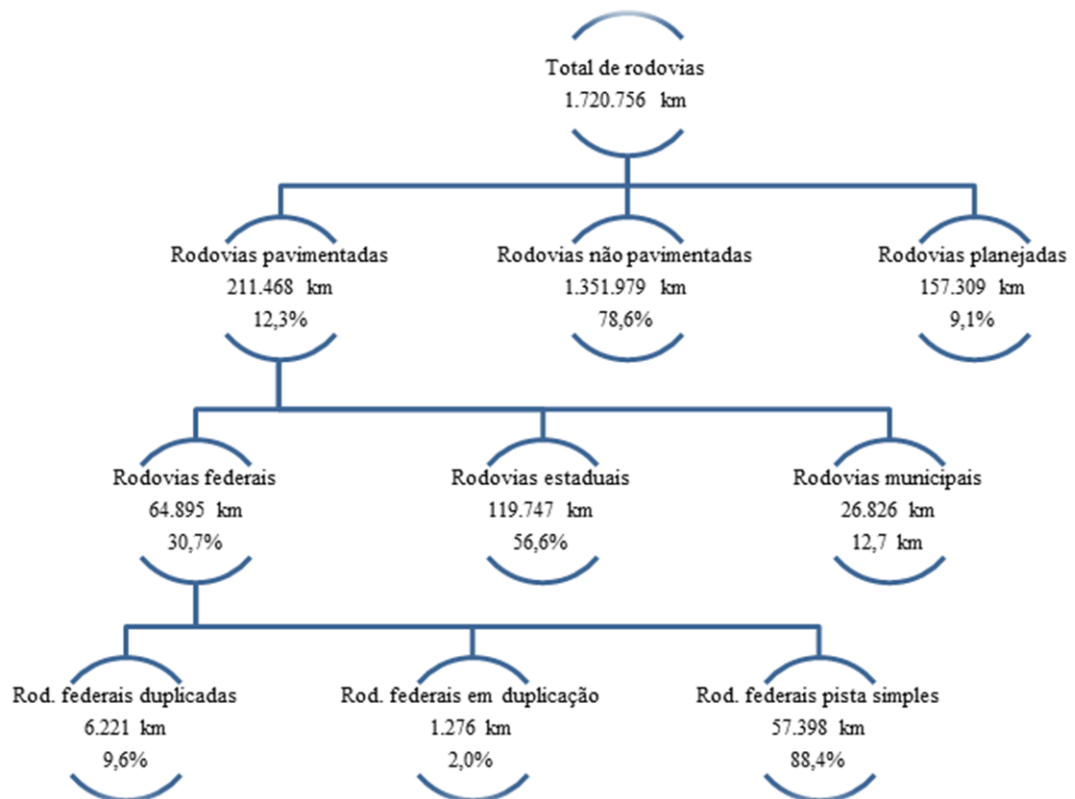 Total de rodovias
1.720.756 km
Rodovias pavimentadas
211.468 km
12,3%
Rodovias não pavimentadas
1.351.979 km
78,6%
Rodovias planejadas
157.309 km
9,1%
Rodovias federais
64.895 km
30,7%
Rodovias estaduais
119.747 km
56,6%
Rodovias municipais
26.826 km
12,7 km
Rod. federais duplicadas
6.221 km
9,6%
Rod. federais em duplicação
1.276 km
2,0%
Rod. federais pista simples
57.398 km
88,4%